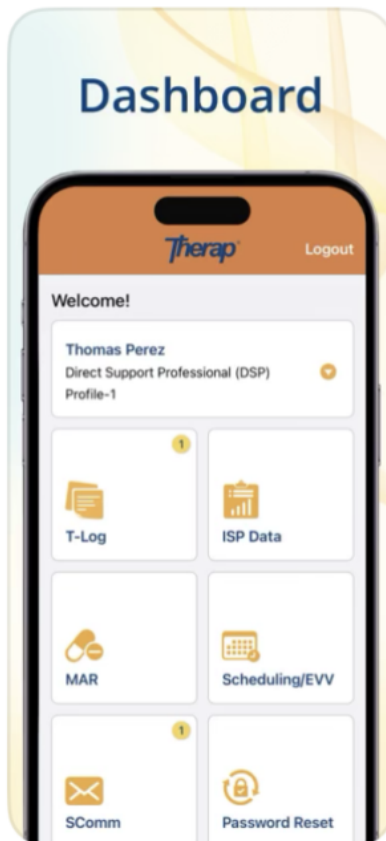 Dashboard
Therap
Logout
Welcome!
Thomas Perez
Direct Support Professional (DSP)
Profile-1
1
T-Log
ISP Data
MAR
Scheduling/EVV
1
SComm
Password Reset